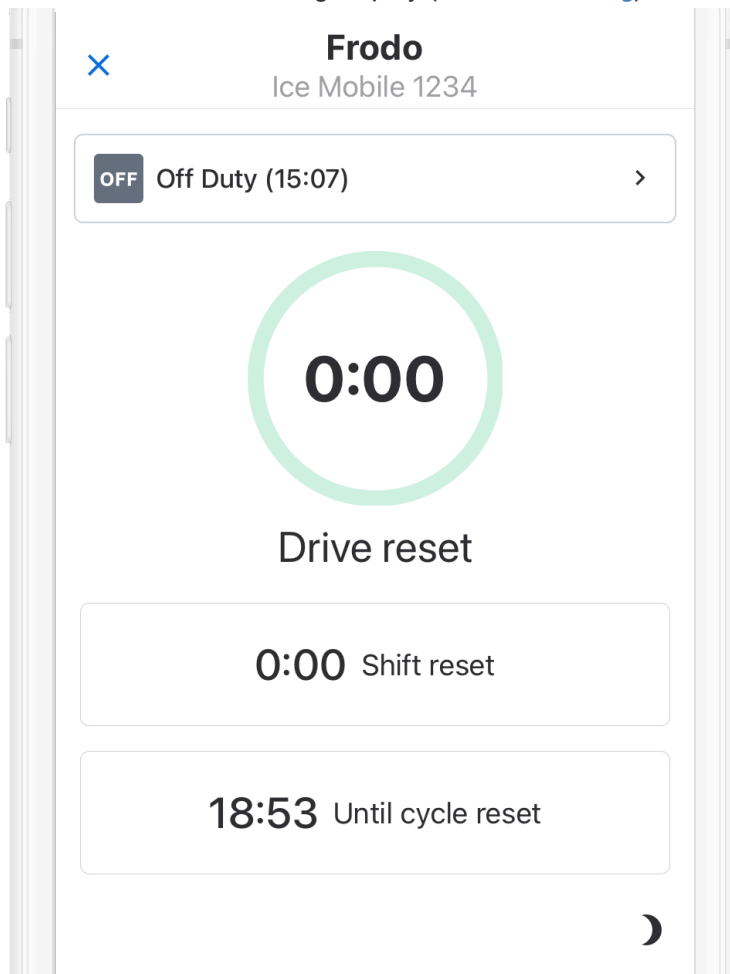 Frodo
Ice Mobile 1234
OFF Off Duty (15:07)
0:00
Drive reset
0:00 Shift reset
18:53 Until cycle reset